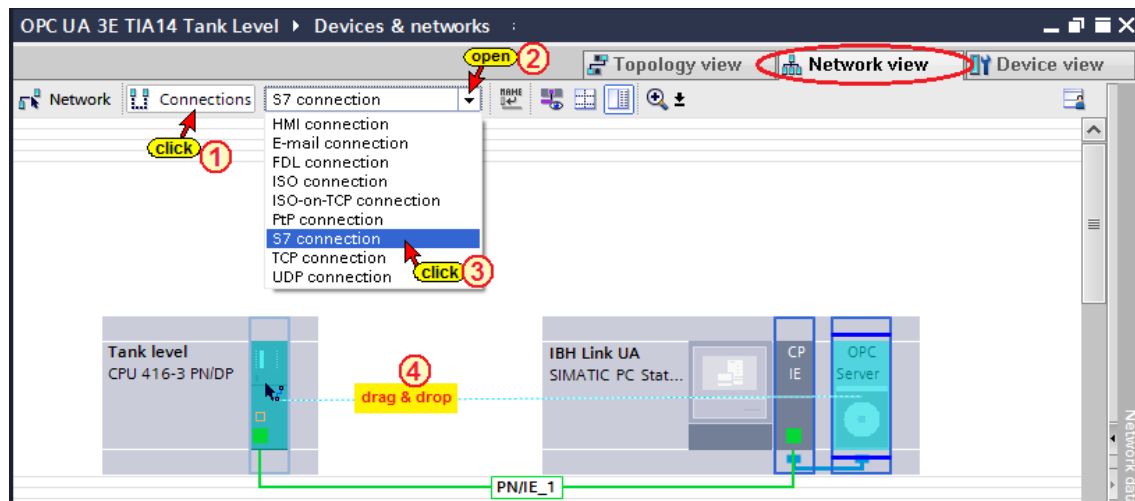 OPC UA 3E TIA14 Tank Level ▸ Devices & networks
open 2
Topology view Network view Device view
Network Connections S7 connection NAME
click 1
HMI connection
E-mail connection
FDL connection
ISO connection
ISO-on-TCP connection
PtP connection
S7 connection
TCP connection
UDP connection
click 3
Tank level
CPU 416-3 PN/DP
4
drag & drop
IBH Link UA
SIMATIC PC Stat...
CP
IE
OPC
Server
PN/IE_1
Network dat